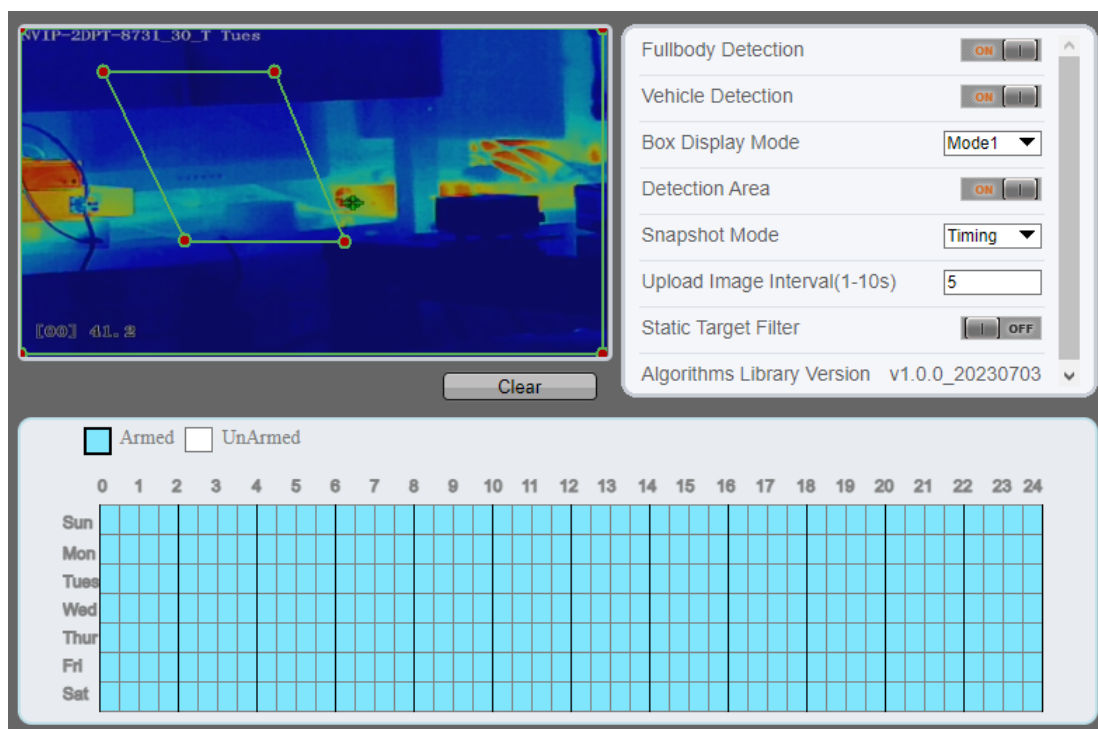 NVIP-2DPT-8731_30_T Tues
[00] 41.2
Clear
Fullbody Detection ON
Vehicle Detection ON
Box Display Mode Mode1
Detection Area ON
Snapshot Mode Timing
Upload Image Interval(1-10s) 5
Static Target Filter OFF
Algorithms Library Version v1.0.0_20230703
Armed UnArmed
0 1 2 3 4 5 6 7 8 9 10 11 12 13 14 15 16 17 18 19 20 21 22 23 24
Sun
Mon
Tues
Wed
Thur
Fri
Sat